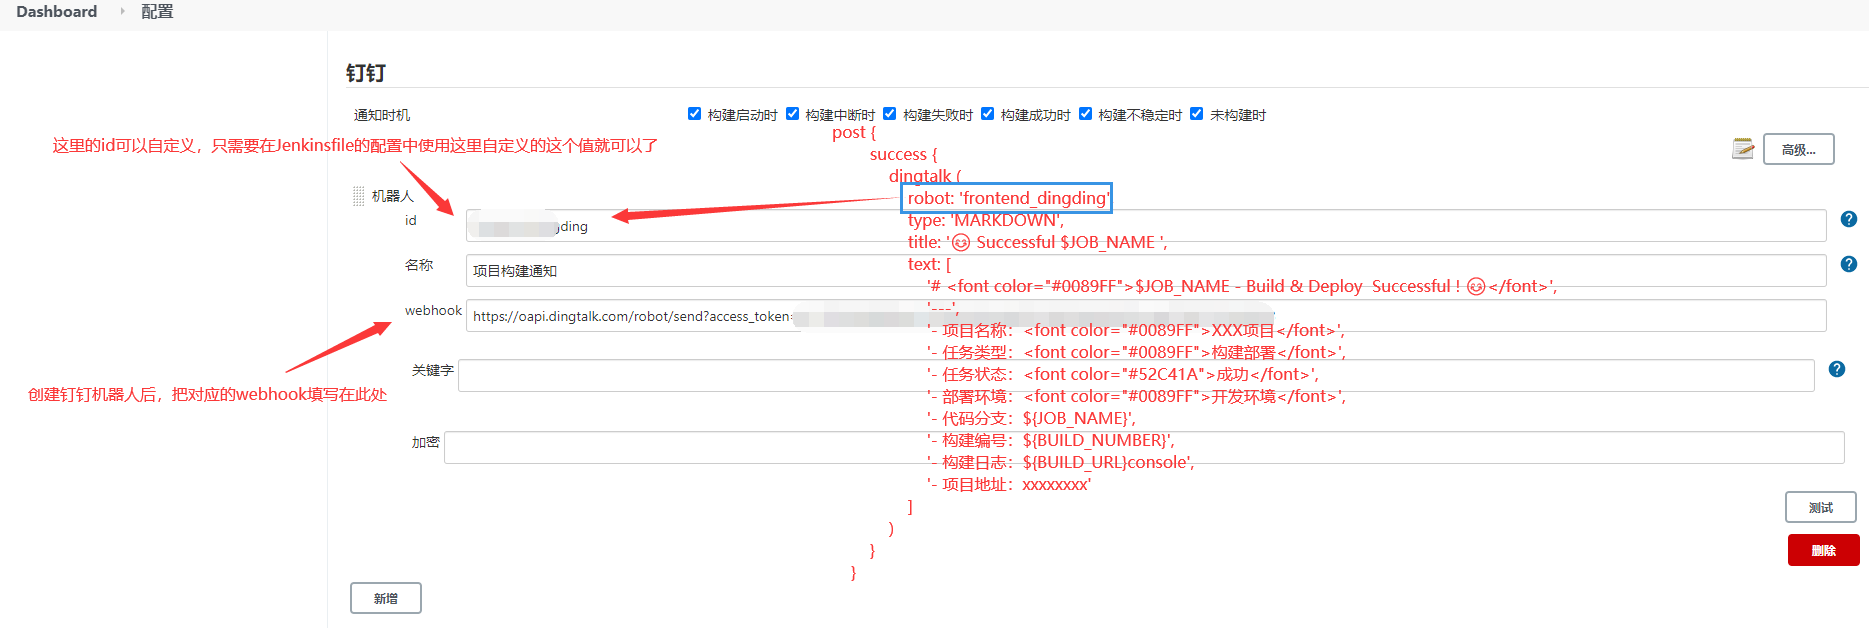 Dashboard
配置
钉钉
通知时机
构建启动时
构建中断时
构建失败时
构建成功时
构建不稳定时
未构建时
这里的id可以自定义，只需要在Jenkinsfile的配置中使用这里自定义的这个值就可以了
高级...
机器人
id
ding
名称
项目构建通知
webhook
https://oapi.dingtalk.com/robot/send?access_token=
创建钉钉机器人后，把对应的webhook填写在此处
关键字
加密
post {
success {
dingtalk (
robot: 'frontend_dingding'
type: 'MARKDOWN',
title: '😊 Successful $JOB_NAME ',
text: [
'# <font color="#0089FF">$JOB_NAME - Build & Deploy  Successful ! 😊</font>',
'---',
'- 项目名称：<font color="#0089FF">XXX项目</font>',
'- 任务类型：<font color="#0089FF">构建部署</font>',
'- 任务状态：<font color="#52C41A">成功</font>',
'- 部署环境：<font color="#0089FF">开发环境</font>',
'- 代码分支：${JOB_NAME}',
'- 构建编号：${BUILD_NUMBER}',
'- 构建日志：${BUILD_URL}console',
'- 项目地址：xxxxxxxx'
]
)
}
}
测试
删除
新增